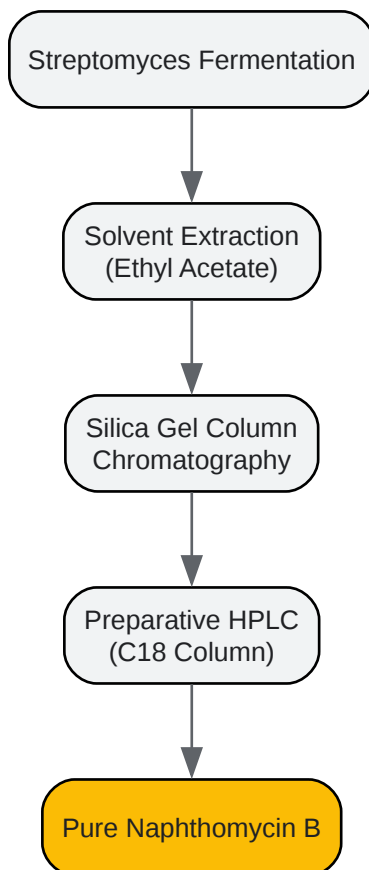 Streptomyces Fermentation
Solvent Extraction
(Ethyl Acetate)
Silica Gel Column
Chromatography
Preparative HPLC
(C18 Column)
Pure Naphthomycin B